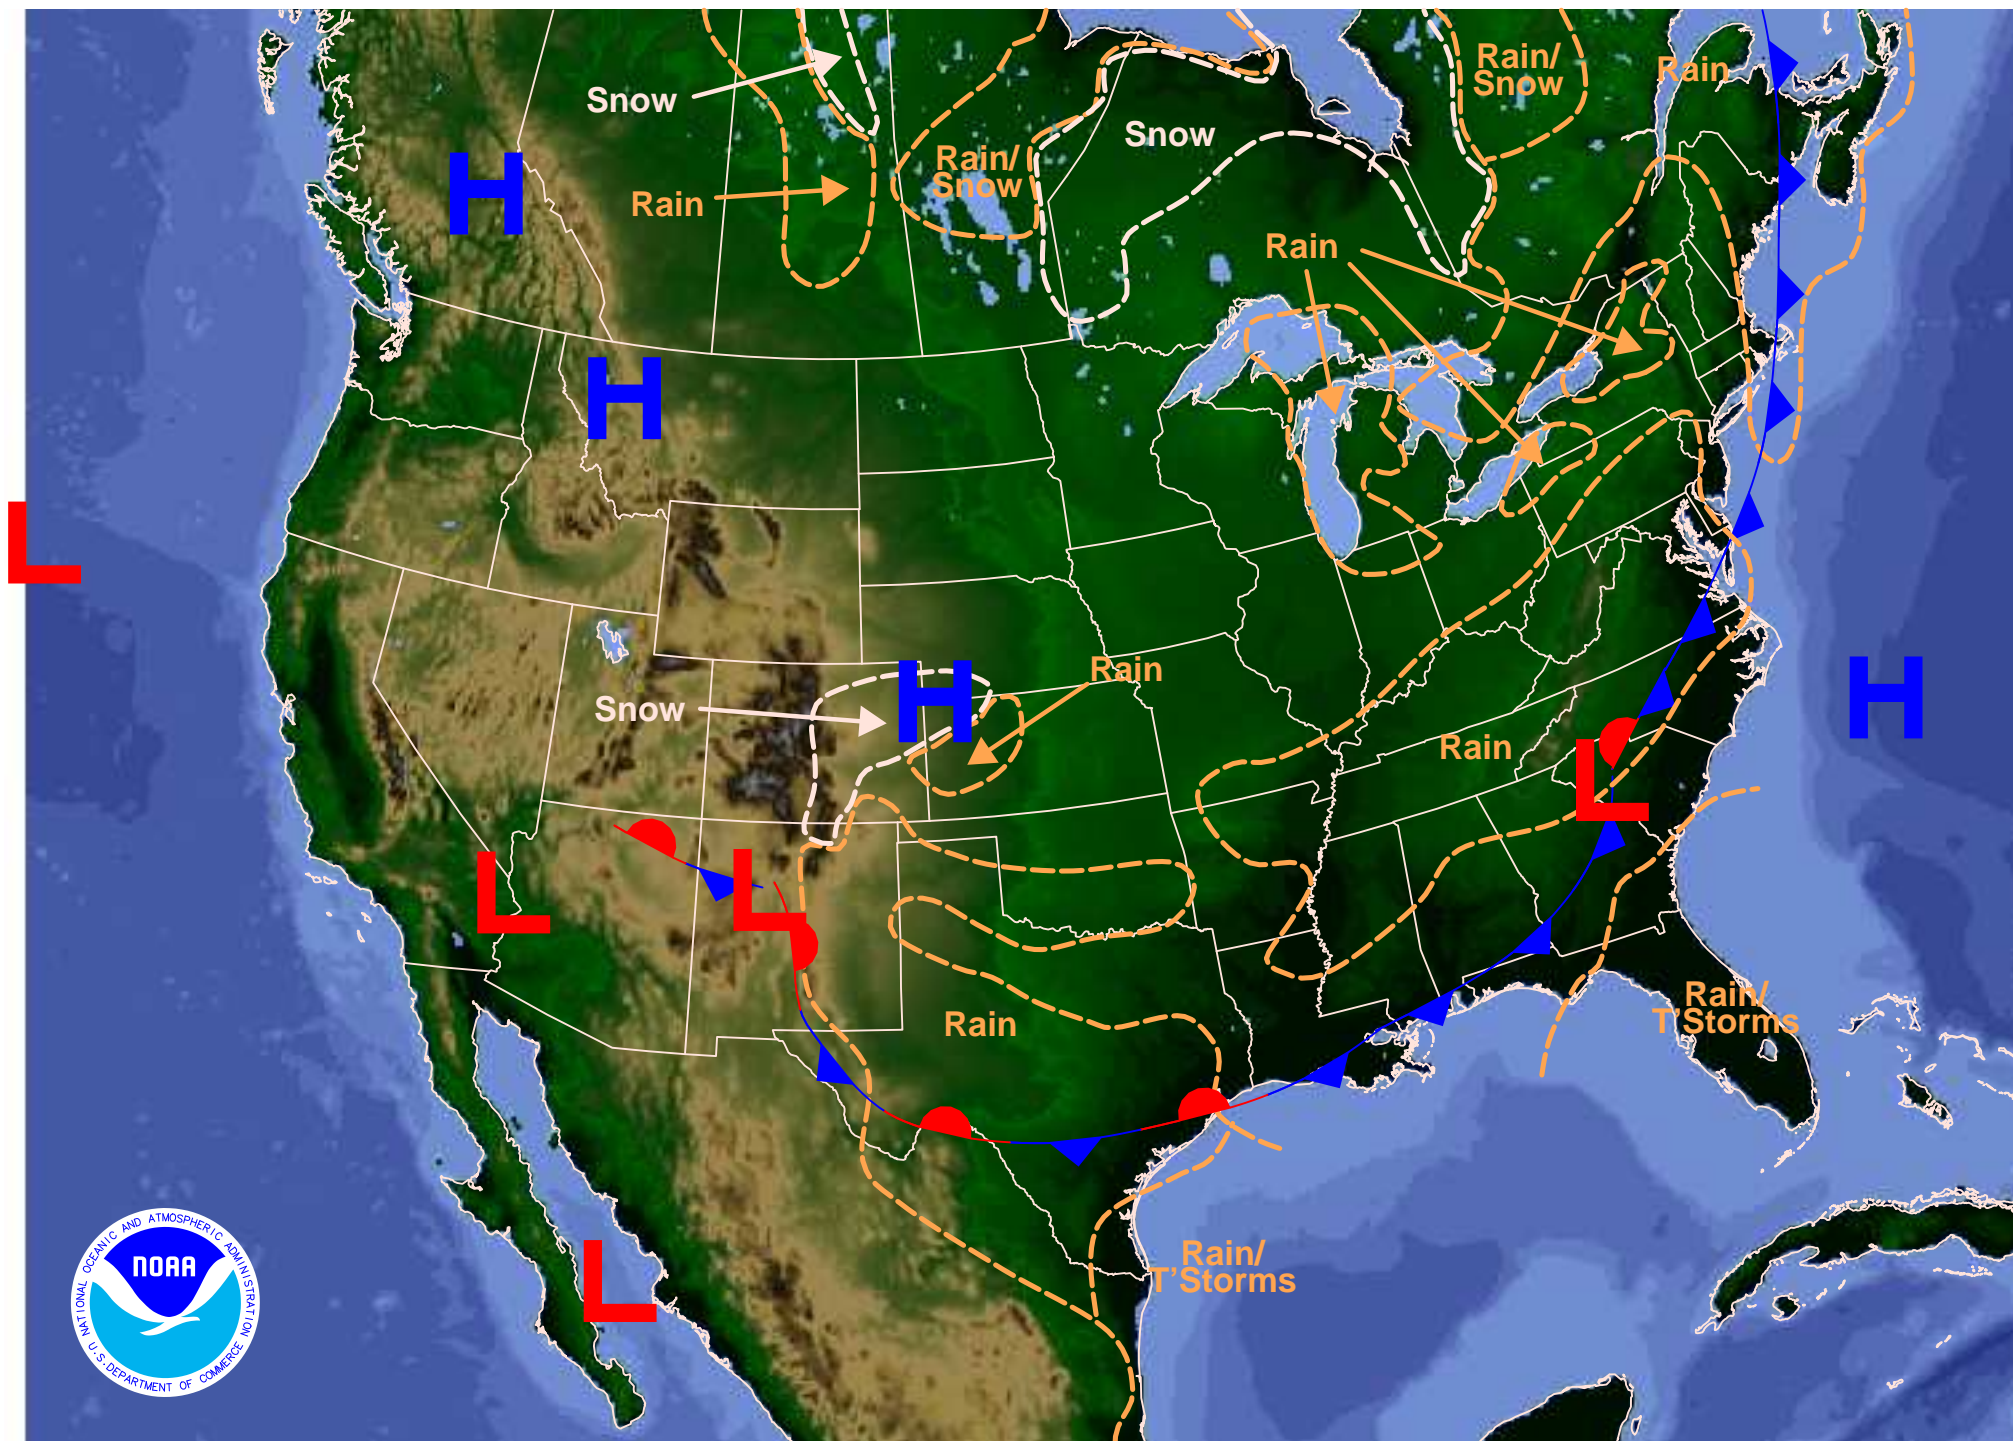 Rain/
Snow
Rain
Snow
Snow
Rain/
Snow
Rain
Rain
H
H
L
Rain
H
H
Snow
Rain
L
L
L
Rain/
T'Storms
Rain
Rain/
T'Storms
L
NATIONAL OCEANIC AND ATMOSPHERIC ADMINISTRATION
NOAA
U.S. DEPARTMENT OF COMMERCE